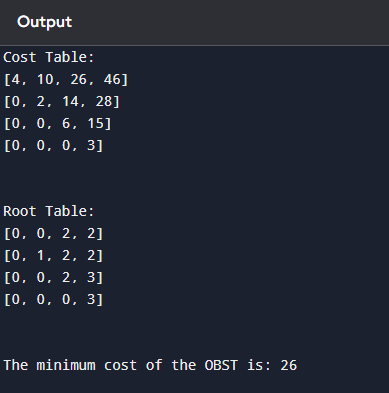 Output
Cost Table:
[4, 10, 26, 46]
[0, 2, 14, 28]
[0, 0, 6, 15]
[0, 0, 0, 3]
Root Table:
[0, 0, 2, 2]
[0, 1, 2, 2]
[0, 0, 2, 3]
[0, 0, 0, 3]
The minimum cost of the OBST is: 26